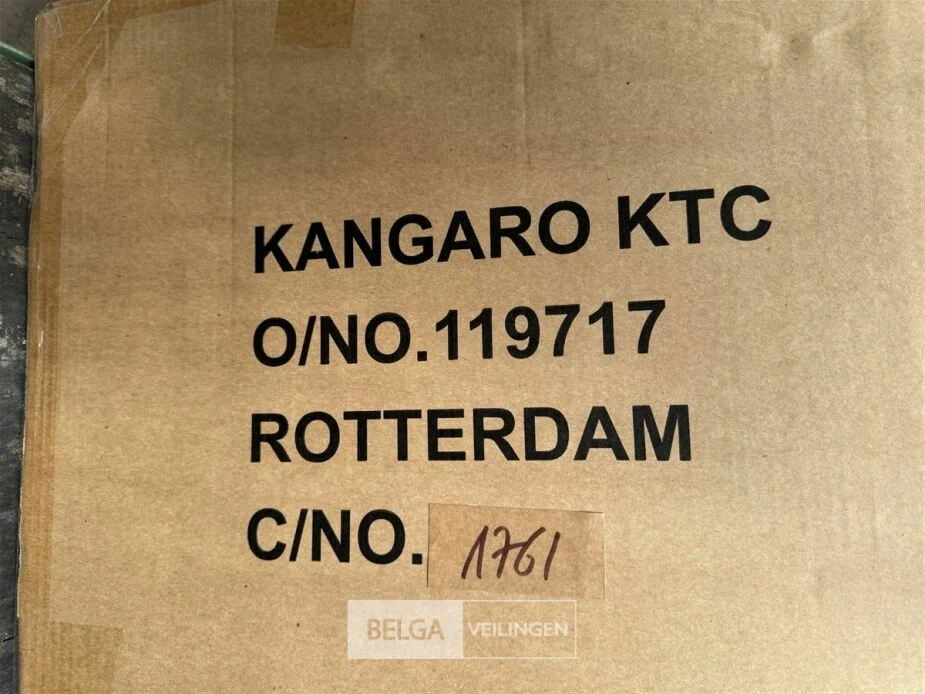 KANGARO KTC
O/NO.119717
ROTTERDAM
C/NO. 1761
BELGA VEILINGEN